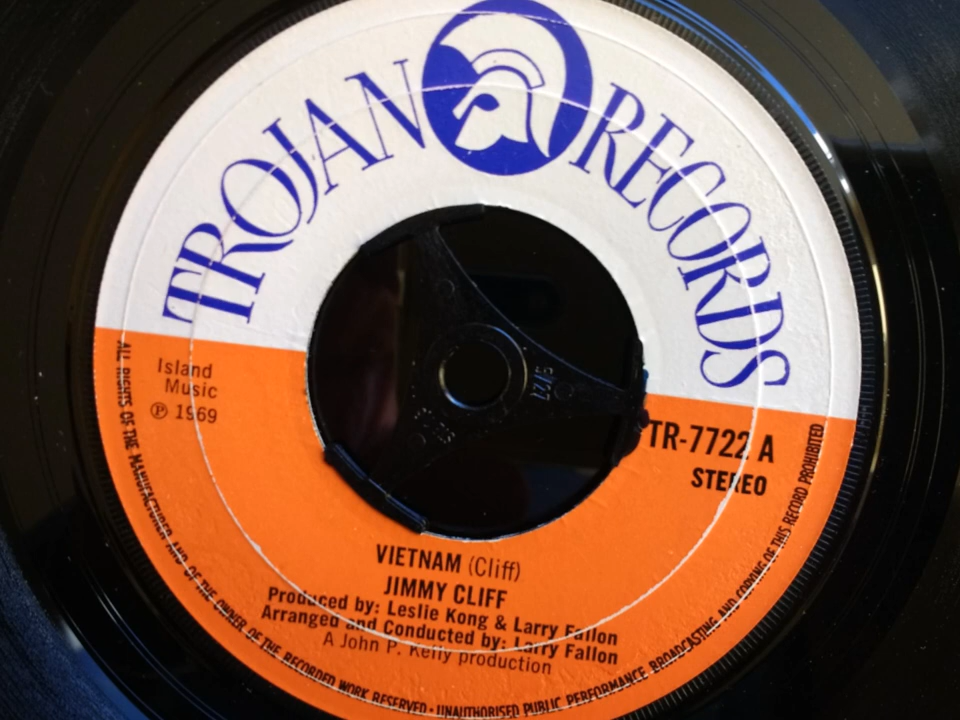 TROJAN RECORDS
Island
Music
℗ 1969
TR-7722 A
STEREO
VIETNAM (Cliff)
JIMMY CLIFF
Produced by: Leslie Kong & Larry Fallon
Arranged and Conducted by: Larry Fallon
A John P. Kelly production
ALL RIGHTS OF THE MANUFACTURER AND OF THE OWNER OF THE RECORDED WORK RESERVED · UNAUTHORISED PUBLIC PERFORMANCE BROADCASTING AND COPYING OF THIS RECORD PROHIBITED